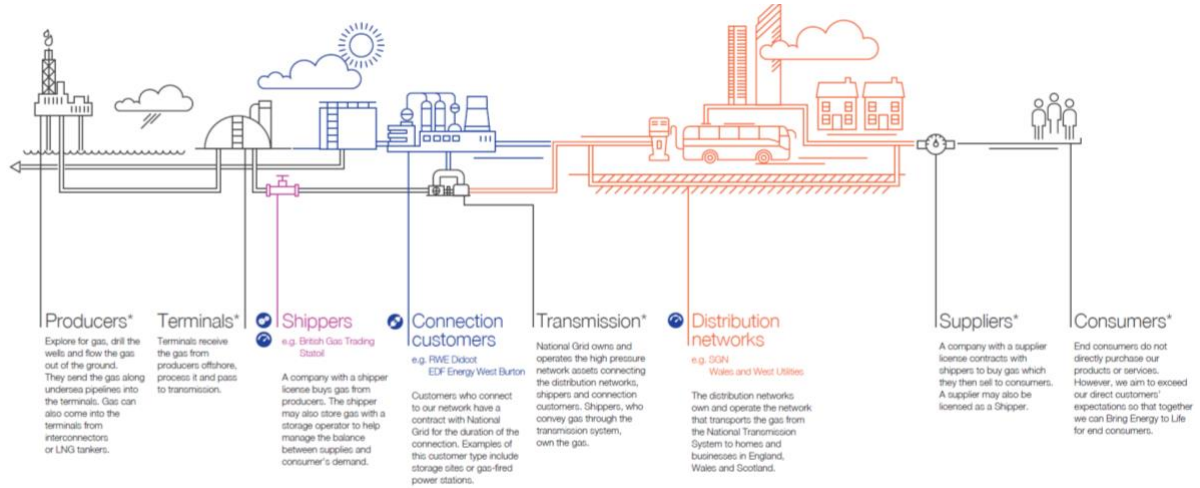 Producers*
Explore for gas, drill the
wells and flow the gas
out of the ground.
They send the gas along
undersea pipelines into
the terminals. Gas can
also come into the
terminals from
interconnectors
or LNG tankers.
Terminals*
Terminals receive
the gas from
producers offshore,
process it and pass
to transmission.
Shippers
e.g. British Gas Trading
Statoil
A company with a shipper
license buys gas from
producers. The shipper
may also store gas with a
storage operator to help
manage the balance
between supplies and
consumer's demand.
Connection
customers
e.g. RWE Didcot
EDF Energy West Burton
Customers who connect
to our network have a
contract with National
Grid for the duration of the
connection. Examples of
this customer type include
storage sites or gas-fired
power stations.
Transmission*
National Grid owns and
operates the high pressure
network assets connecting
the distribution networks,
shippers and connection
customers. Shippers, who
convey gas through the
transmission system,
own the gas.
Distribution
networks
e.g. SGN
Wales and West Utilities
The distribution networks
own and operate the network
that transports the gas from
the National Transmission
System to homes and
businesses in England,
Wales and Scotland.
Suppliers*
A company with a supplier
license contracts with
shippers to buy gas which
they then sell to consumers.
A supplier may also be
licensed as a Shipper.
Consumers*
End consumers do not
directly purchase our
products or services.
However, we aim to exceed
our direct customers'
expectations so that together
we can Bring Energy to Life
for end consumers.